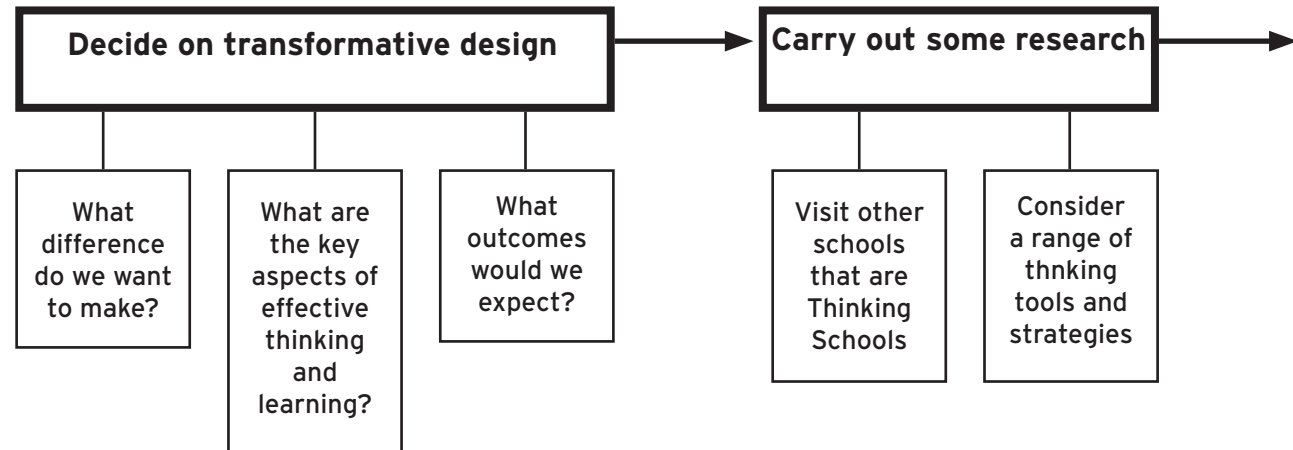 Decide on transformative design
Carry out some research
What
difference
do we want
to make?
What are
the key
aspects of
effective
thinking
and
learning?
What
outcomes
would we
expect?
Visit other
schools
that are
Thinking
Schools
Consider
a range of
thnking
tools and
strategies